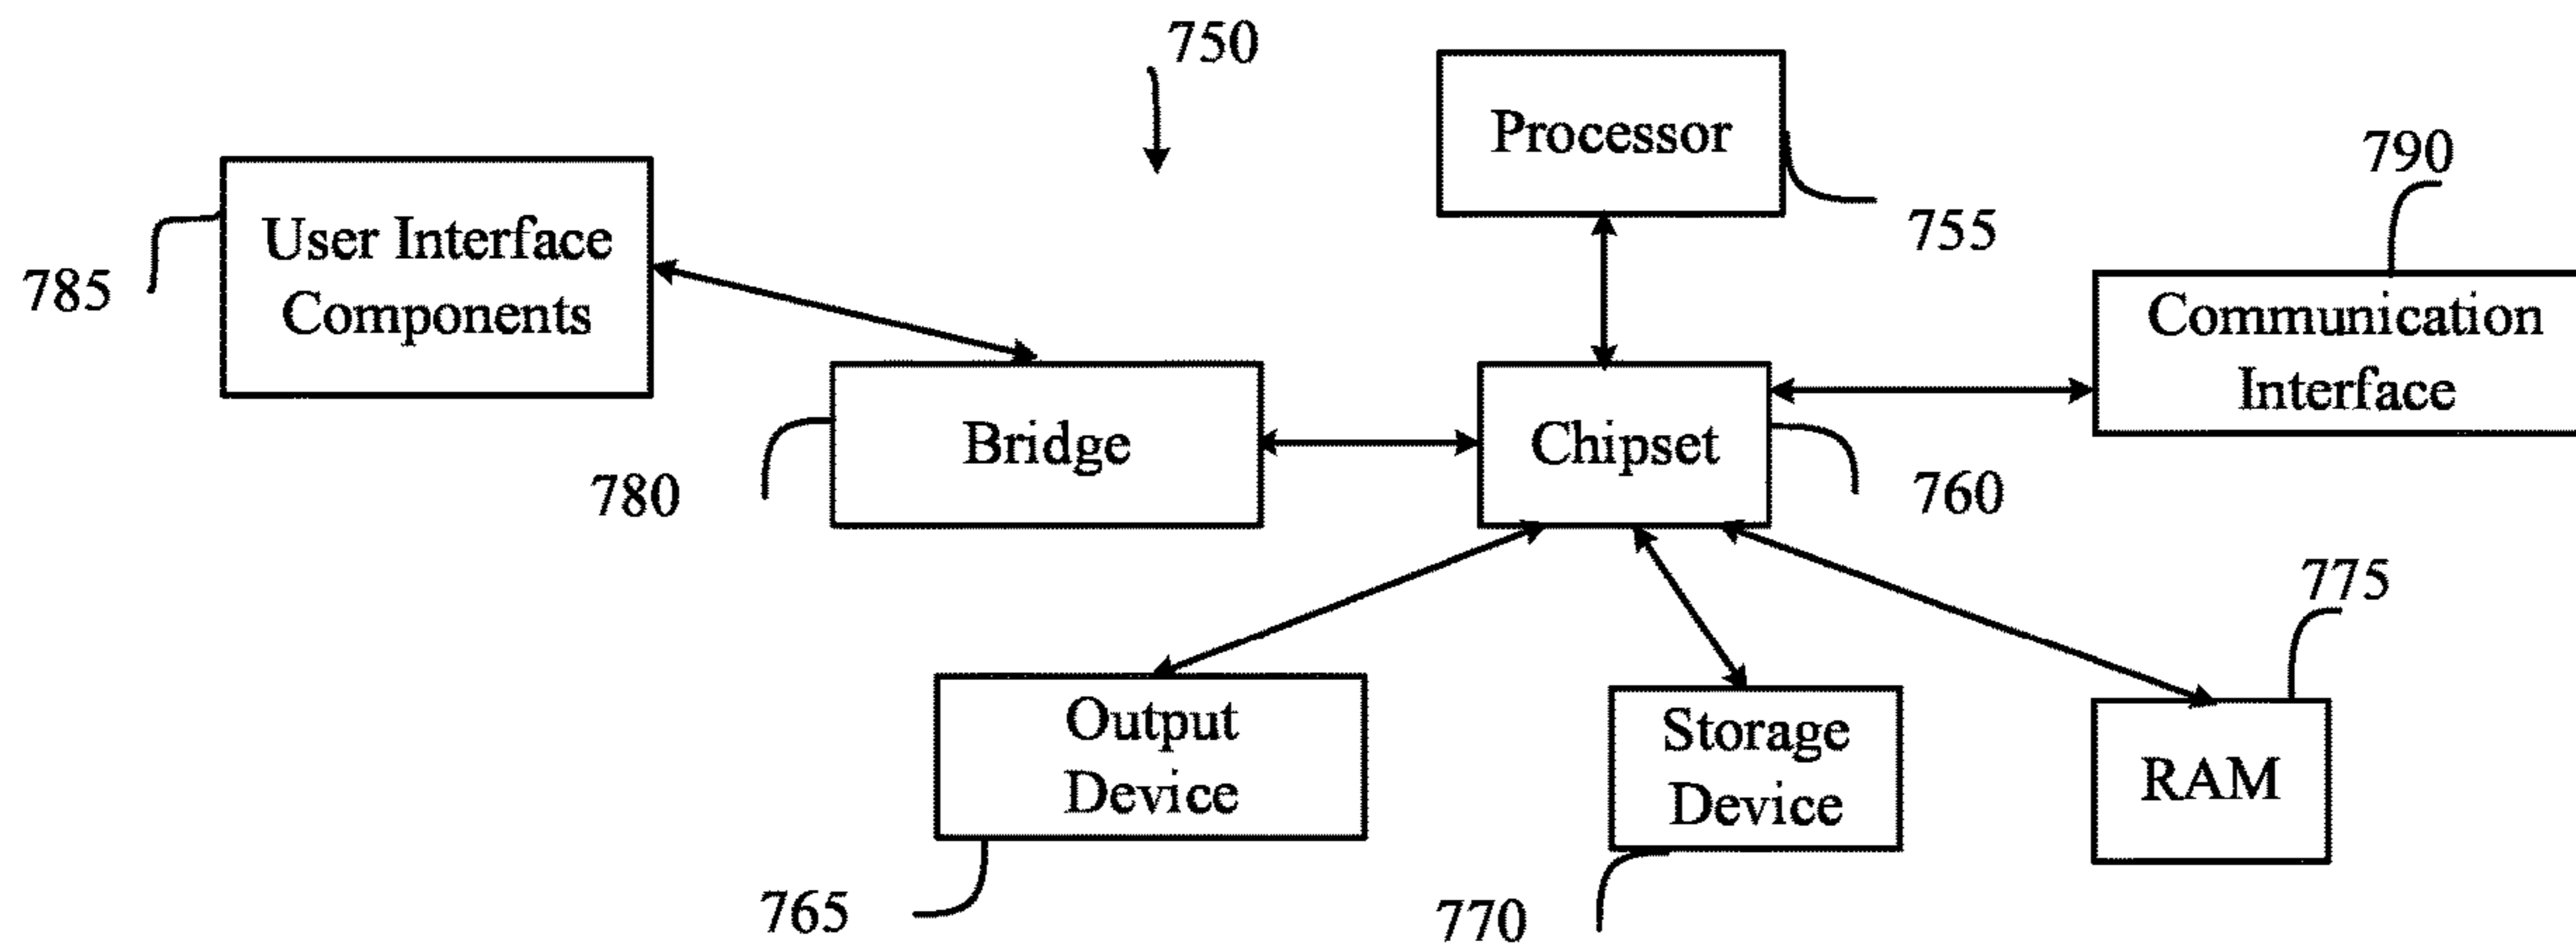 750
Processor
790
User Interface
Components
755
785
Communication
Interface
Bridge
Chipset
780
760
775
Output
Device
Storage
Device
RAM
765
770